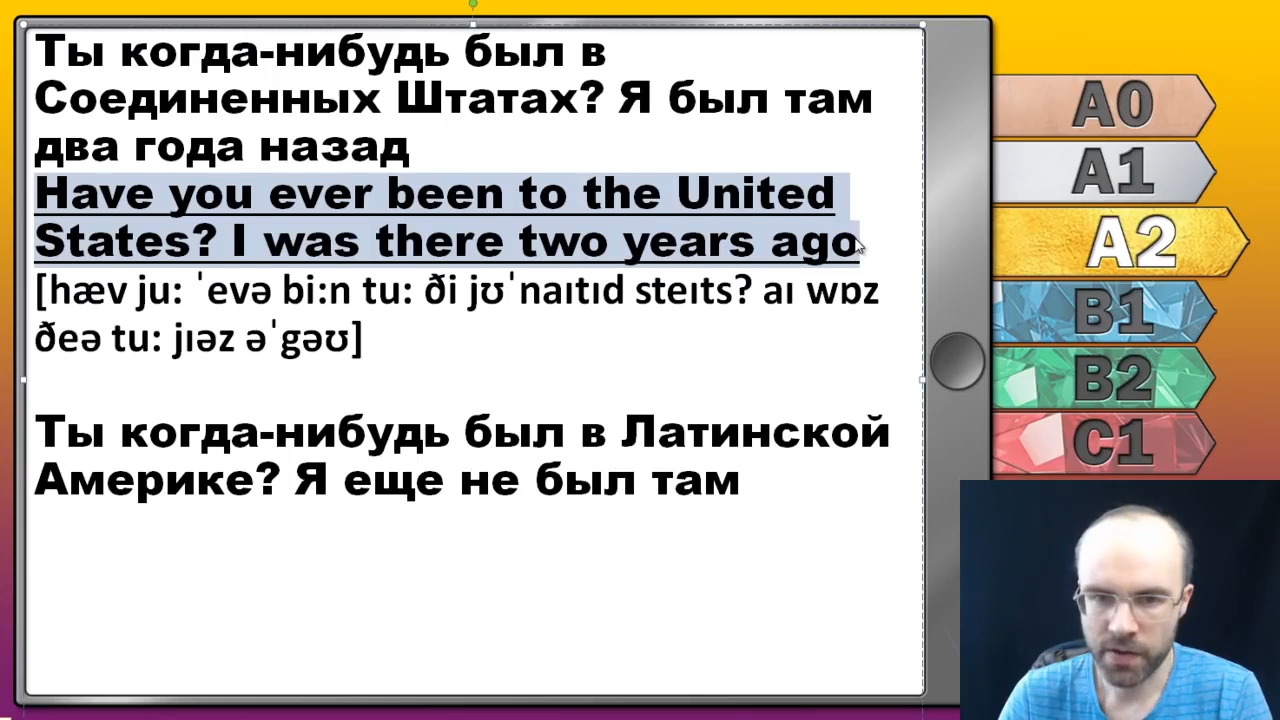 Ты когда-нибудь был в
Соединенных Штатах? Я был там
два года назад
Have you ever been to the United
States? I was there two years ago
[hæv ju: ˈevə bi:n tu: ði jʊˈnaɪtɪd steɪts? aɪ wɒz
ðeə tu: jɪəz əˈgəʊ]
Ты когда-нибудь был в Латинской
Америке? Я еще не был там
A0
A1
A2
B1
B2
C1